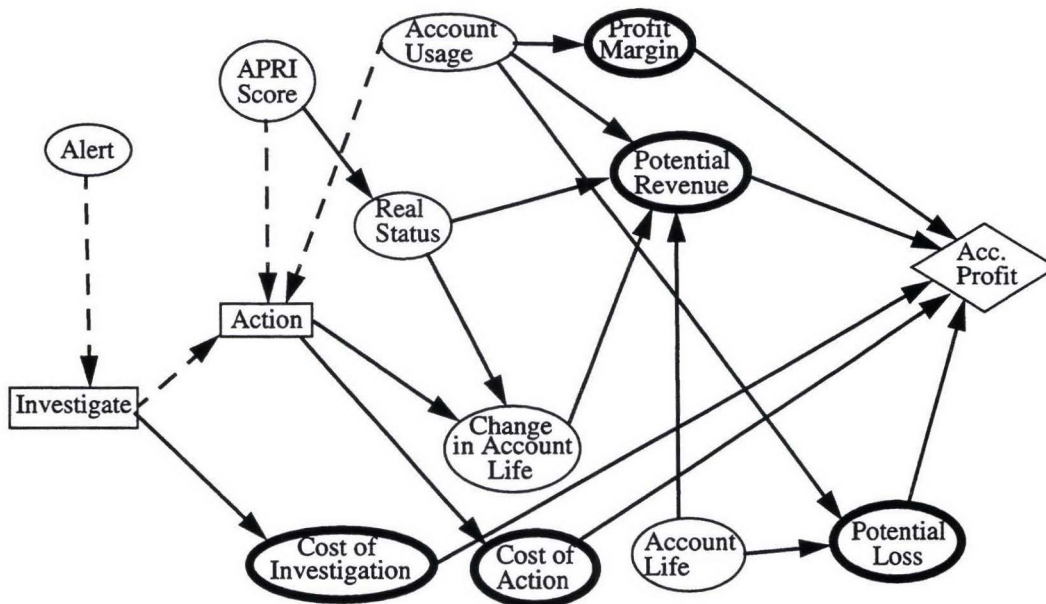 Account
Usage
Profit
Margin
APRI
Score
Alert
Potential
Revenue
Real
Status
Acc.
Profit
Action
Investigate
Change
in Account
Life
Cost of
Investigation
Cost of
Action
Account
Life
Potential
Loss